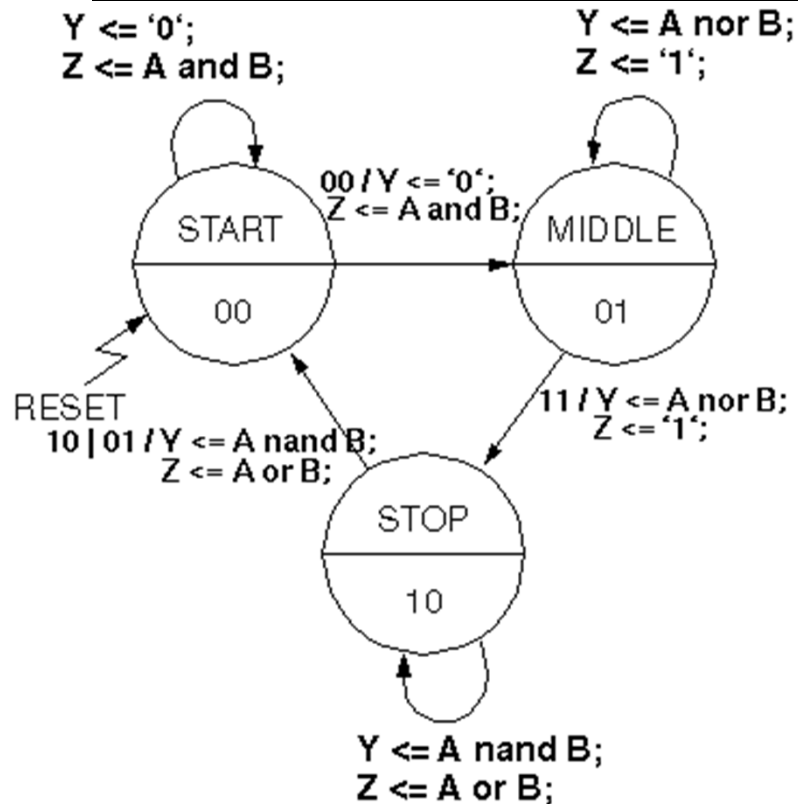 Y <= ‘0‘;
Z <= A and B;
Y <= A nor B;
Z <= ‘1‘;
00 / Y <= ‘0‘;
Z <= A and B;
START
00
MIDDLE
01
RESET
10 | 01 / Y <= A nand B;
Z <= A or B;
11 / Y <= A nor B;
Z <= ‘1‘;
STOP
10
Y <= A nand B;
Z <= A or B;